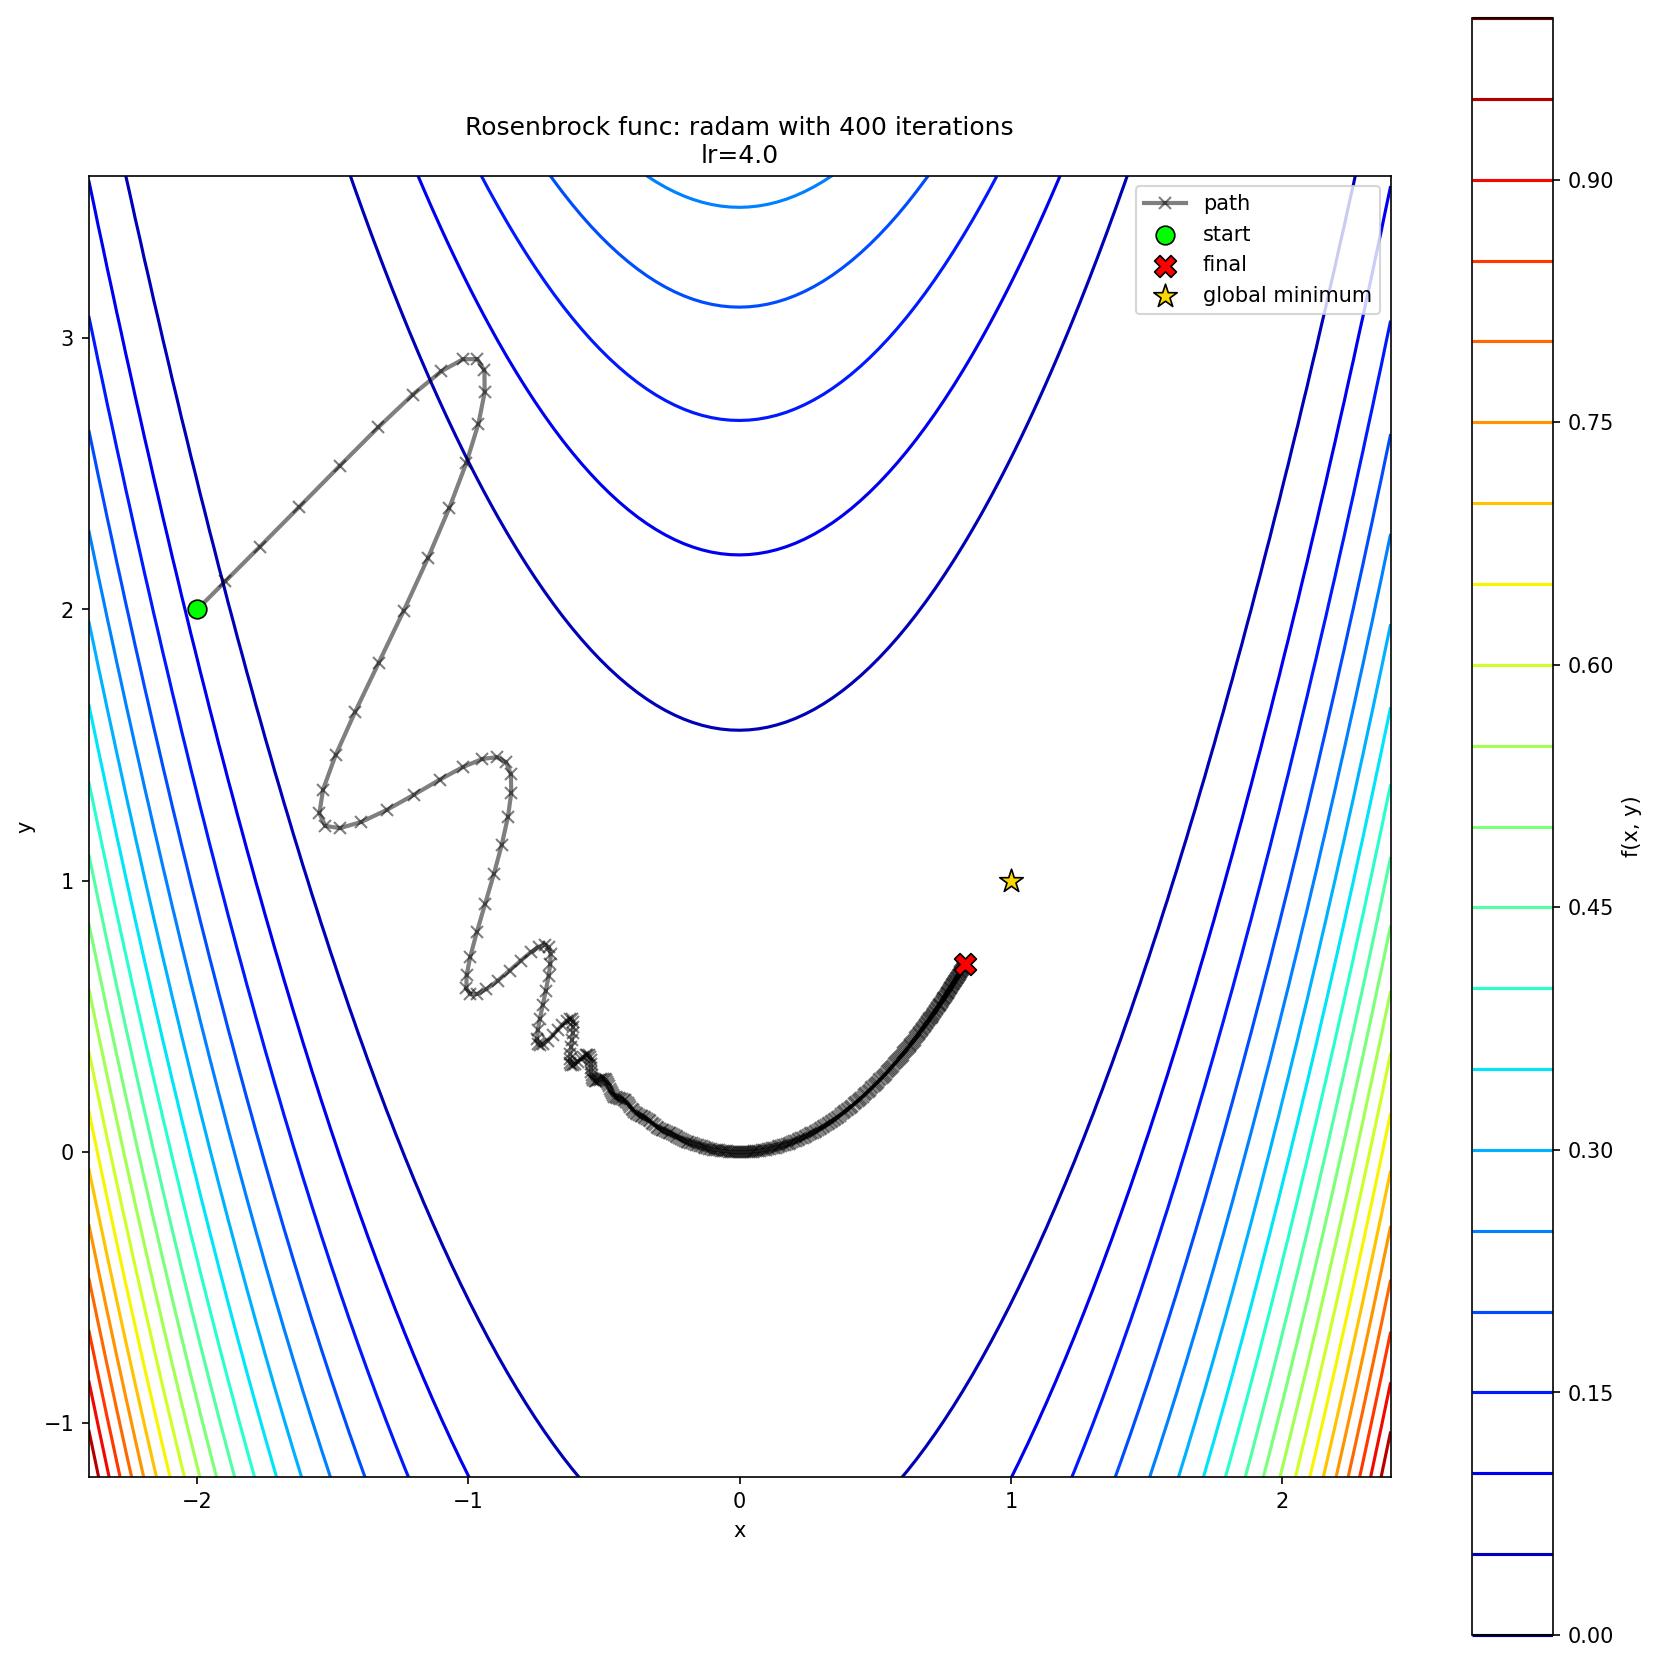 Rosenbrock func: radam with 400 iterations
lr=4.0
path
start
final
global minimum
3
2
1
0
−1
y
−2
−1
0
1
2
x
0.90
0.75
0.60
0.45
0.30
0.15
0.00
f(x, y)